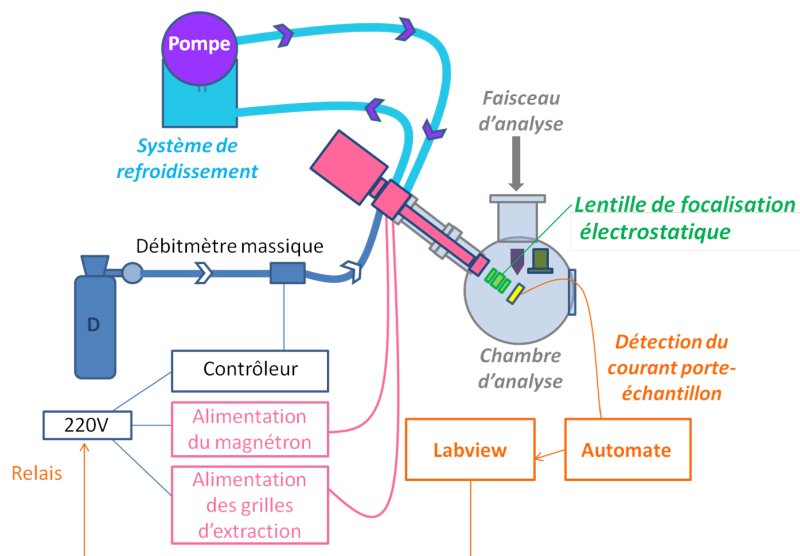 Pompe
Système de
refroidissement
Faisceau
d’analyse
Lentille de focalisation
électrostatique
Débitmètre massique
D
Chambre
d’analyse
Détection du
courant porte-
échantillon
Contrôleur
220V
Alimentation
du magnétron
Relais
Alimentation
des grilles
d’extraction
Labview
Automate